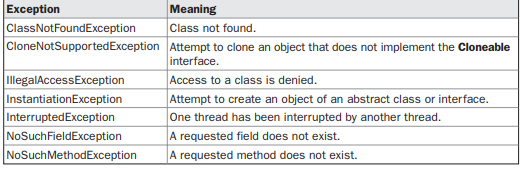 Exception Meaning
ClassNotFoundException Class not found.
CloneNotSupportedException Attempt to clone an object that does not implement the Cloneable
interface.
IllegalAccessException Access to a class is denied.
InstantiationException Attempt to create an object of an abstract class or interface.
InterruptedException One thread has been interrupted by another thread.
NoSuchFieldException A requested field does not exist.
NoSuchMethodException A requested method does not exist.